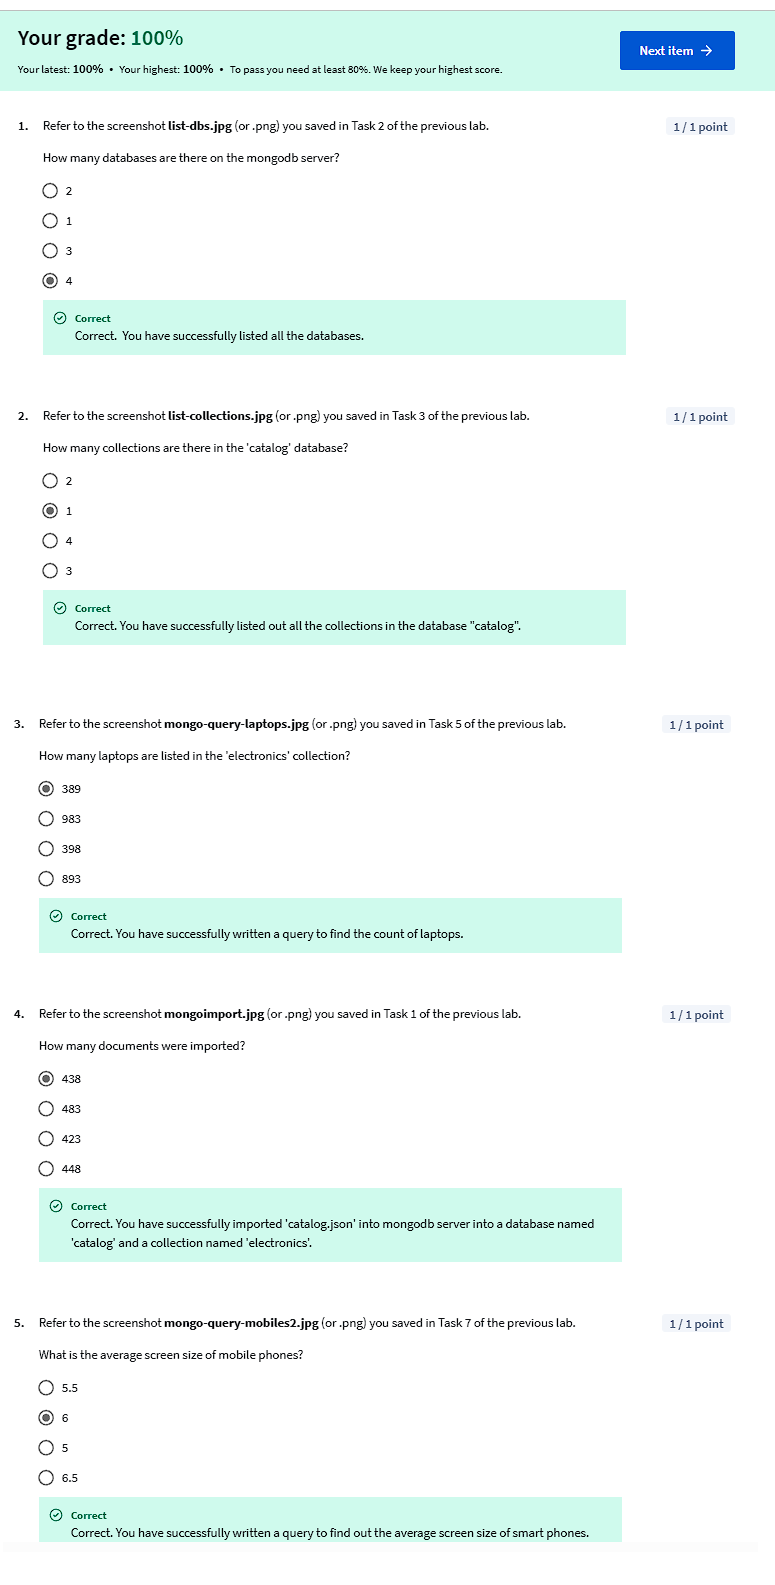 Your grade: 100%
Next item →
Your latest: 100% • Your highest: 100% • To pass you need at least 80%. We keep your highest score.
1. Refer to the screenshot list-dbs.jpg (or .png) you saved in Task 2 of the previous lab.
1 / 1 point
How many databases are there on the mongodb server?
2
1
3
4
Correct
Correct. You have successfully listed all the databases.
2. Refer to the screenshot list-collections.jpg (or .png) you saved in Task 3 of the previous lab.
1 / 1 point
How many collections are there in the 'catalog' database?
2
1
4
3
Correct
Correct. You have successfully listed out all the collections in the database "catalog".
3. Refer to the screenshot mongo-query-laptops.jpg (or .png) you saved in Task 5 of the previous lab.
1 / 1 point
How many laptops are listed in the 'electronics' collection?
389
983
398
893
Correct
Correct. You have successfully written a query to find the count of laptops.
4. Refer to the screenshot mongoimport.jpg (or .png) you saved in Task 1 of the previous lab.
1 / 1 point
How many documents were imported?
438
483
423
448
Correct
Correct. You have successfully imported 'catalog.json' into mongodb server into a database named
'catalog' and a collection named 'electronics'.
5. Refer to the screenshot mongo-query-mobiles2.jpg (or .png) you saved in Task 7 of the previous lab.
1 / 1 point
What is the average screen size of mobile phones?
5.5
6
5
6.5
Correct
Correct. You have successfully written a query to find out the average screen size of smart phones.